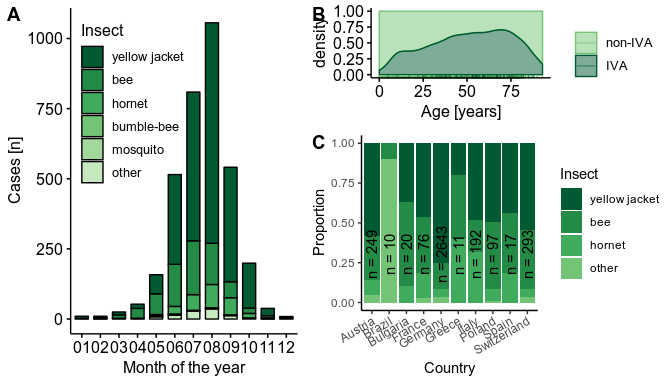 A
Insect
yellow jacket
bee
hornet
bumble-bee
mosquito
other
Cases [n]
1000
750
500
250
0
01 02 03 04 05 06 07 08 09 10 11 12
Month of the year
B
density
1.00
0.75
0.50
0.25
0.00
0 25 50 75
Age [years]
non-IVA
IVA
C
Proportion
1.00
0.75
0.50
0.25
0.00
n = 249
n = 10
n = 20
n = 76
n = 2643
n = 11
n = 192
n = 97
n = 17
n = 293
Austria
Brazil
Bulgaria
France
Germany
Greece
Italy
Poland
Spain
Switzerland
Country
Insect
yellow jacket
bee
hornet
other